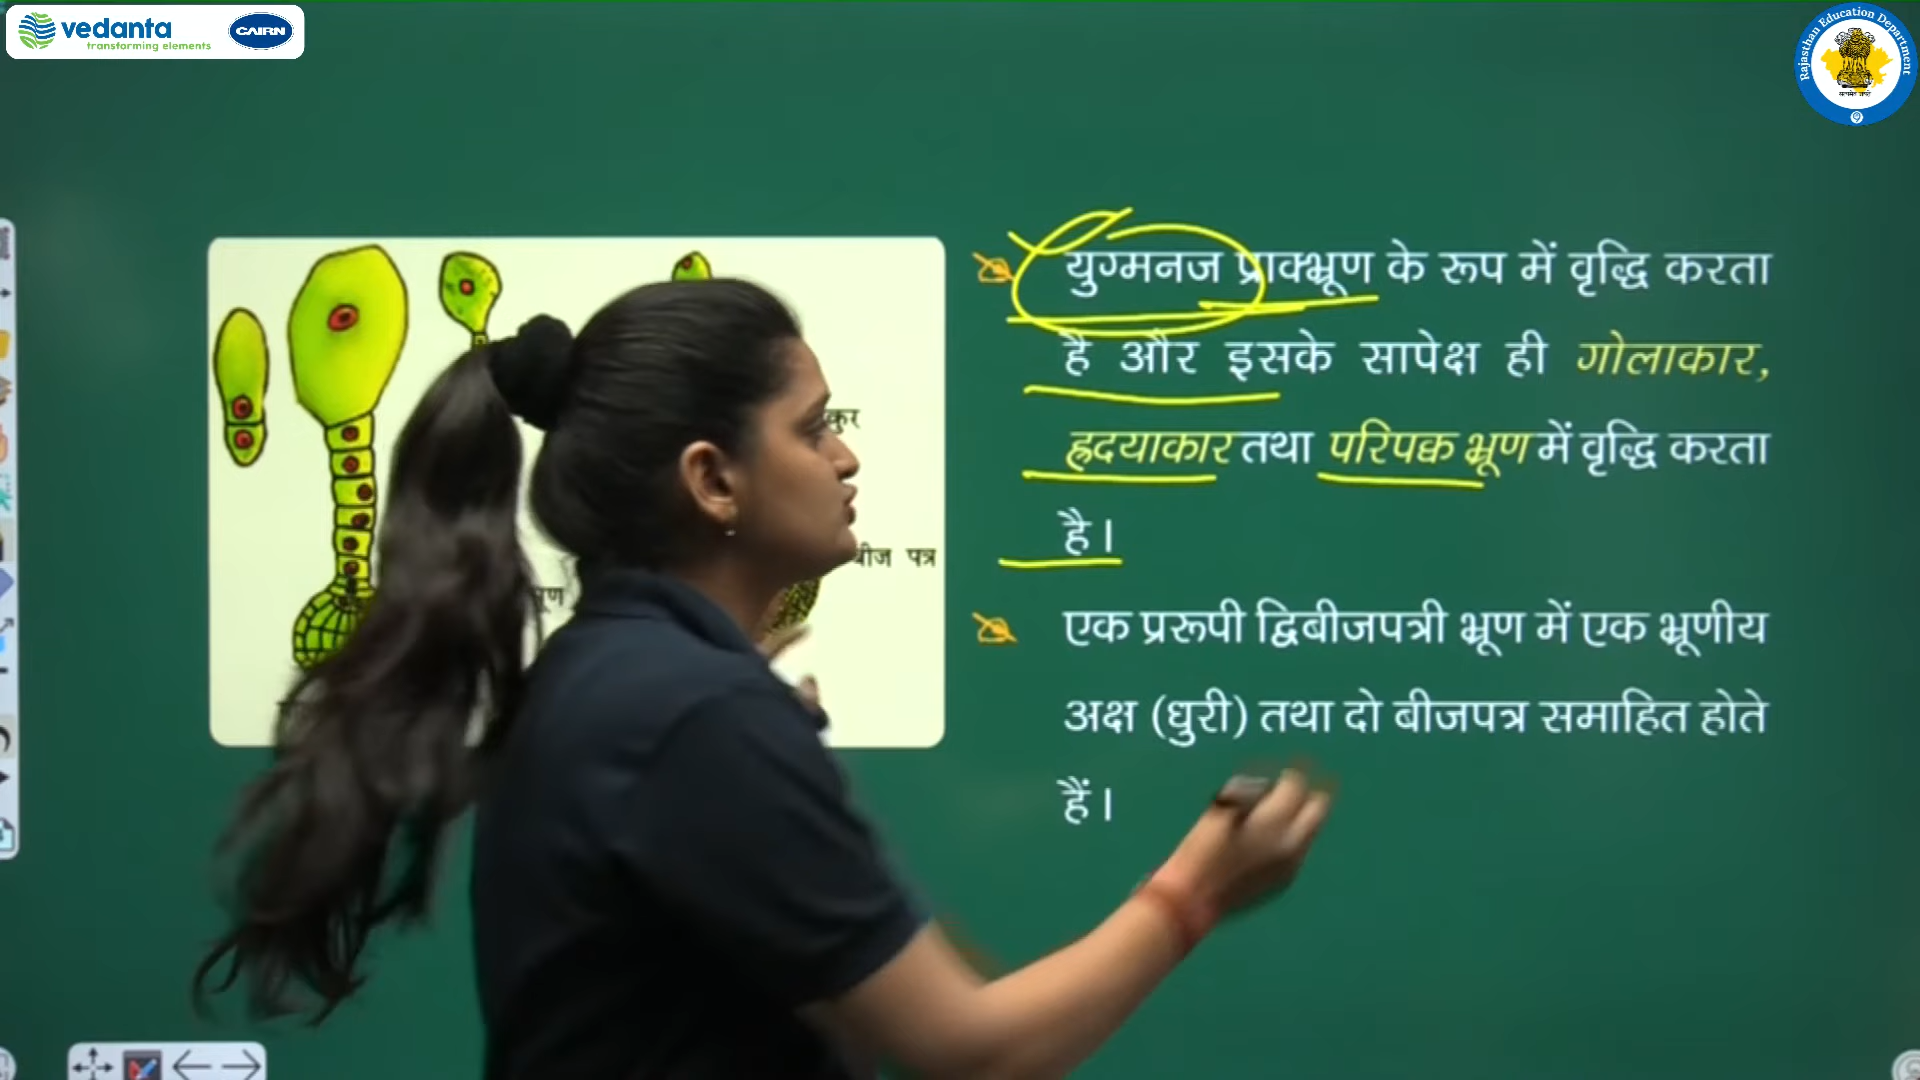 vedanta
transforming elements
CAIRN
Rajasthan Education Department
युग्मनज प्राक्भ्रूण के रूप में वृद्धि करता
है और इसके सापेक्ष ही गोलाकार,
ह्रदयाकार तथा परिपक्व भ्रूण में वृद्धि करता
है।
बीज पत्र
एक प्ररूपी द्विबीजपत्री भ्रूण में एक भ्रूणीय
अक्ष (धुरी) तथा दो बीजपत्र समाहित होते
हैं।